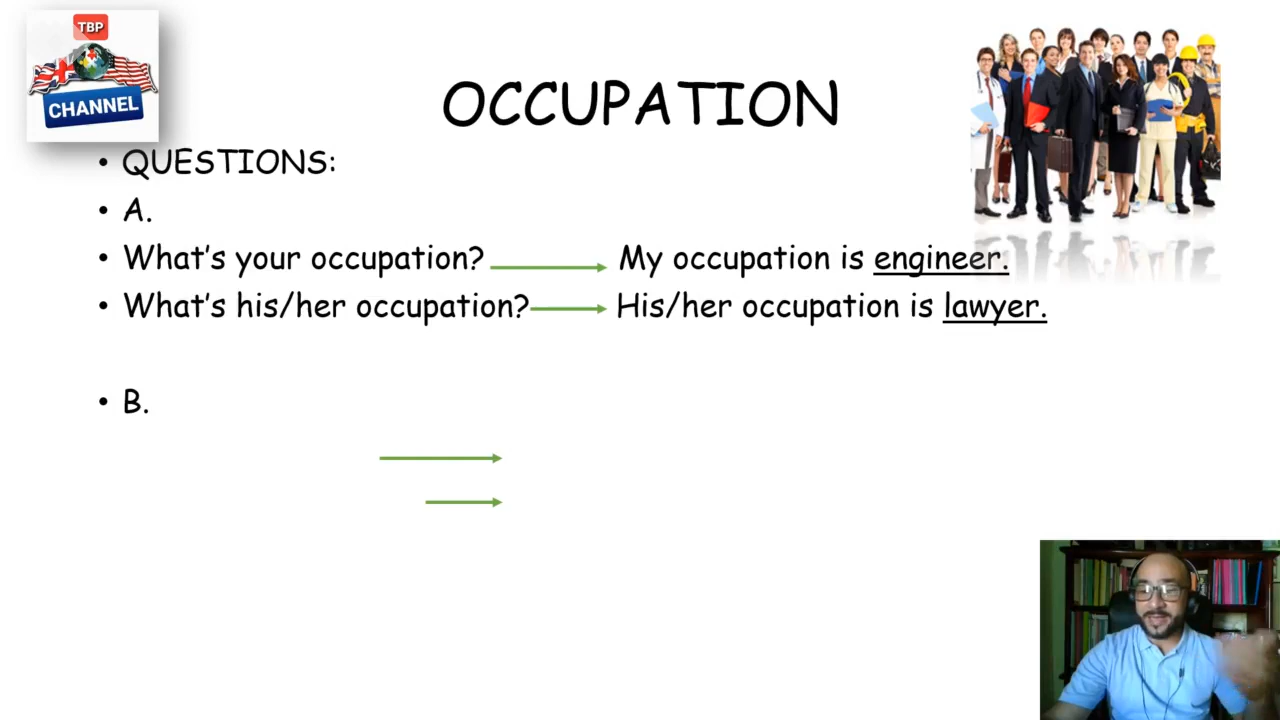 TBP
CHANNEL
OCCUPATION
• QUESTIONS:
• A.
• What's your occupation? My occupation is engineer.
• What's his/her occupation? His/her occupation is lawyer.
• B.